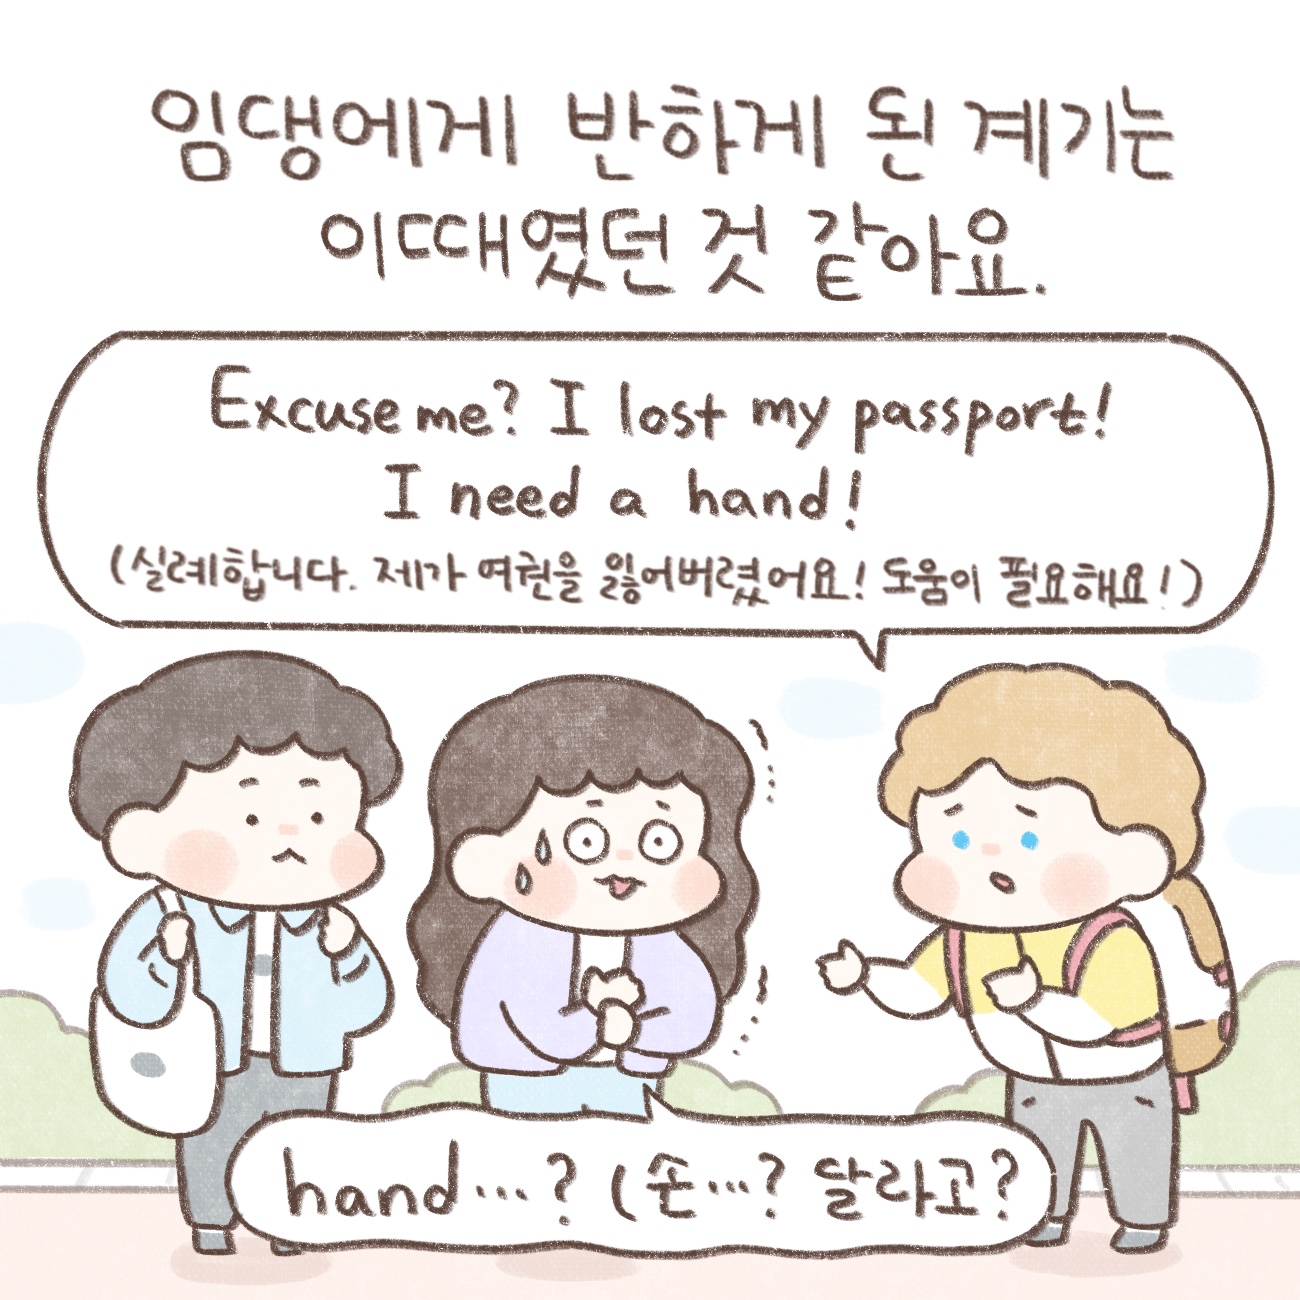 임댕에게 반하게 된 계기는
이때였던 것 같아요.
Excuse me? I lost my passport!
I need a hand!
(실례합니다. 제가 여권을 잃어버렸어요! 도움이 필요해요!)
hand...? (손...? 달라고?